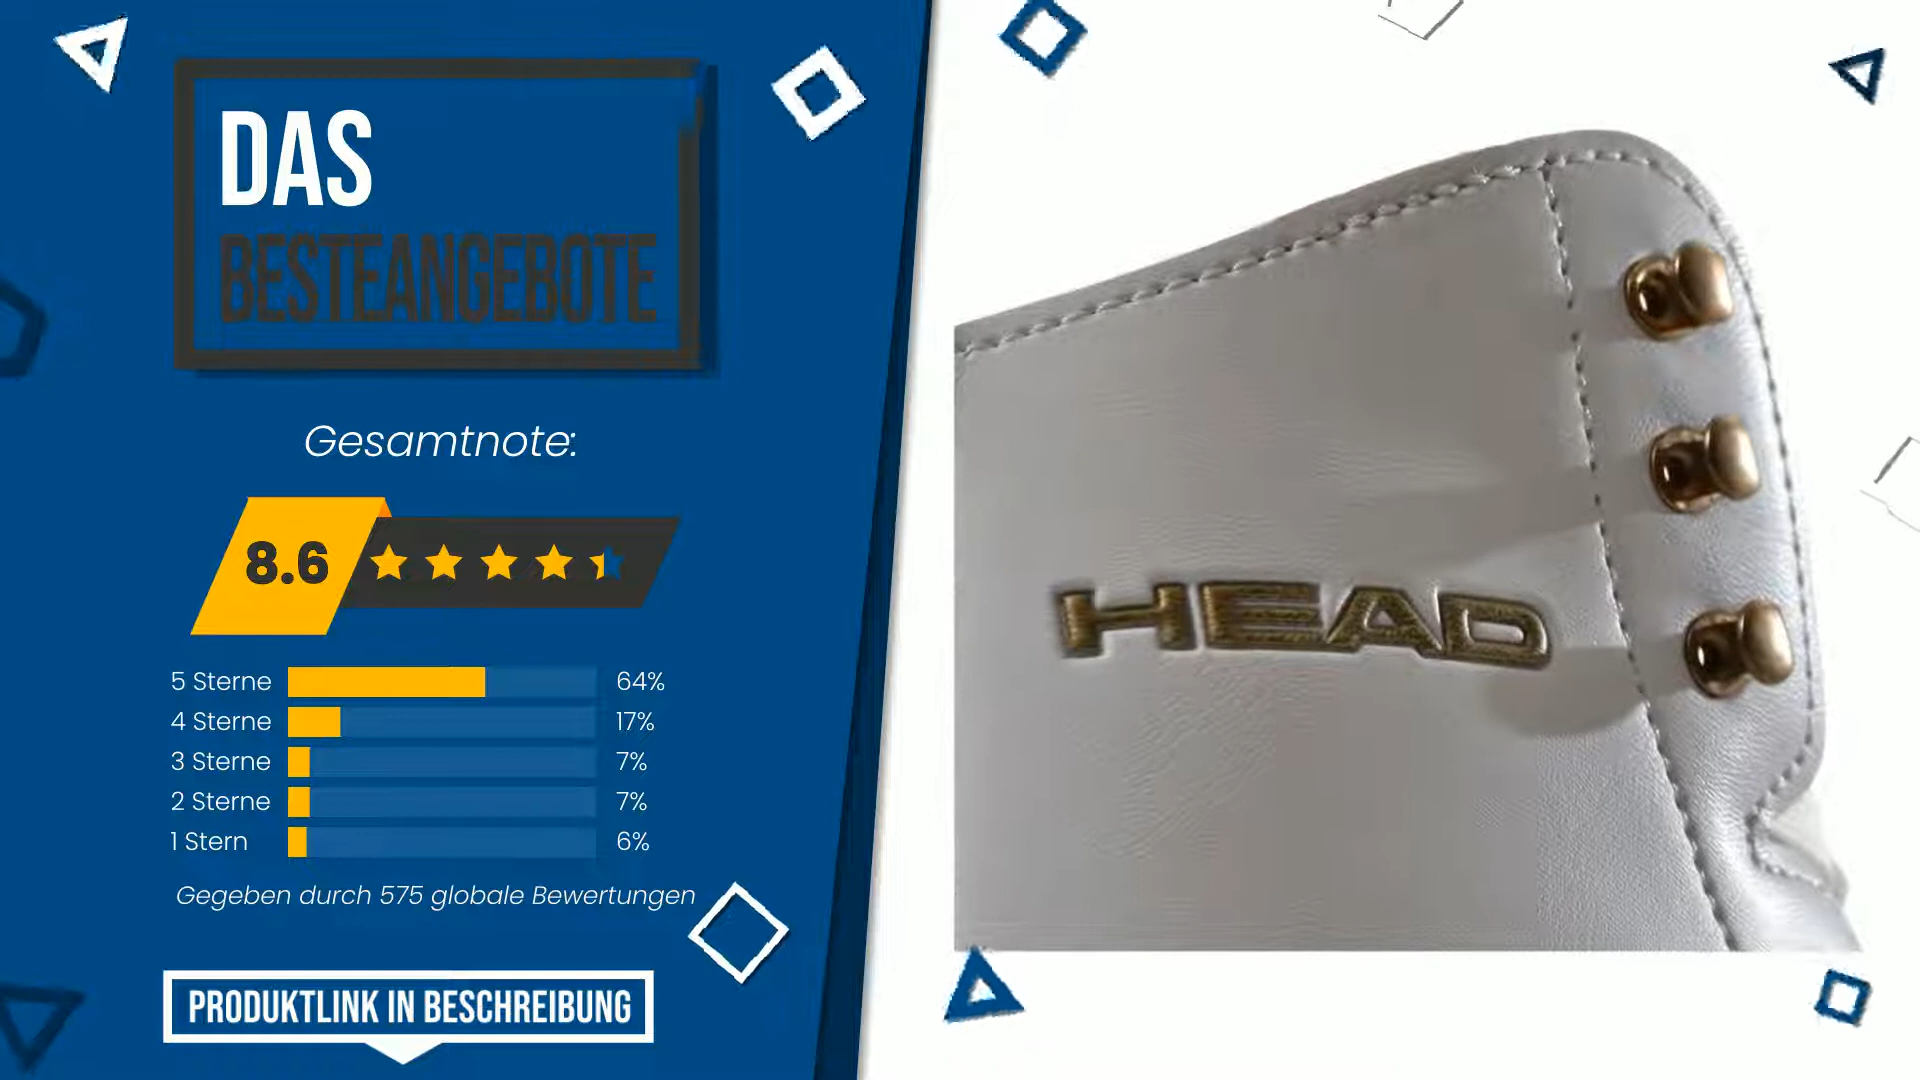 DAS
BESTEANGEBOTE
Gesamtnote:
8.6
5 Sterne 64%
4 Sterne 17%
3 Sterne 7%
2 Sterne 7%
1 Stern 6%
Gegeben durch 575 globale Bewertungen
PRODUKTLINK IN BESCHREIBUNG
HEAD